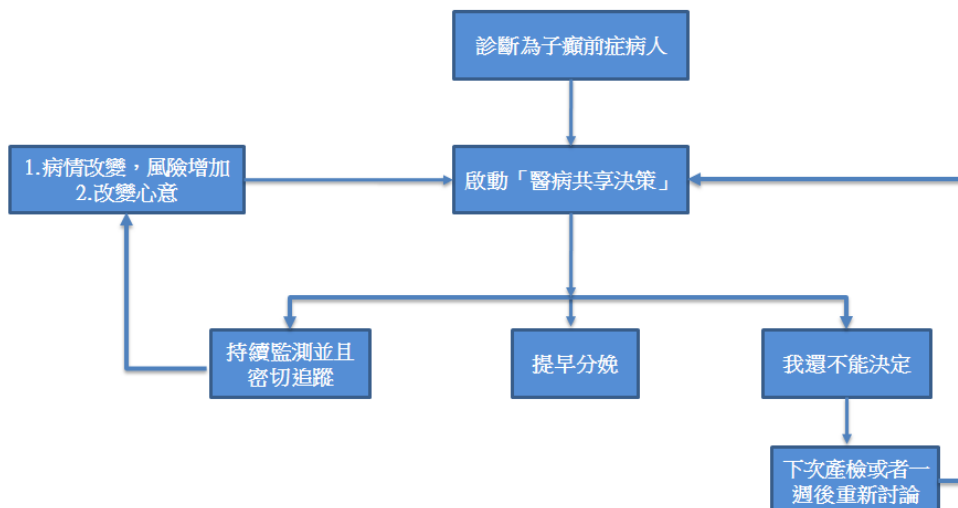 診斷為子癲前症病人
1.病情改變，風險增加
2.改變心意
啟動「醫病共享決策」
持續監測並且
密切追蹤
提早分娩
我還不能決定
下次產檢或者一
週後重新討論